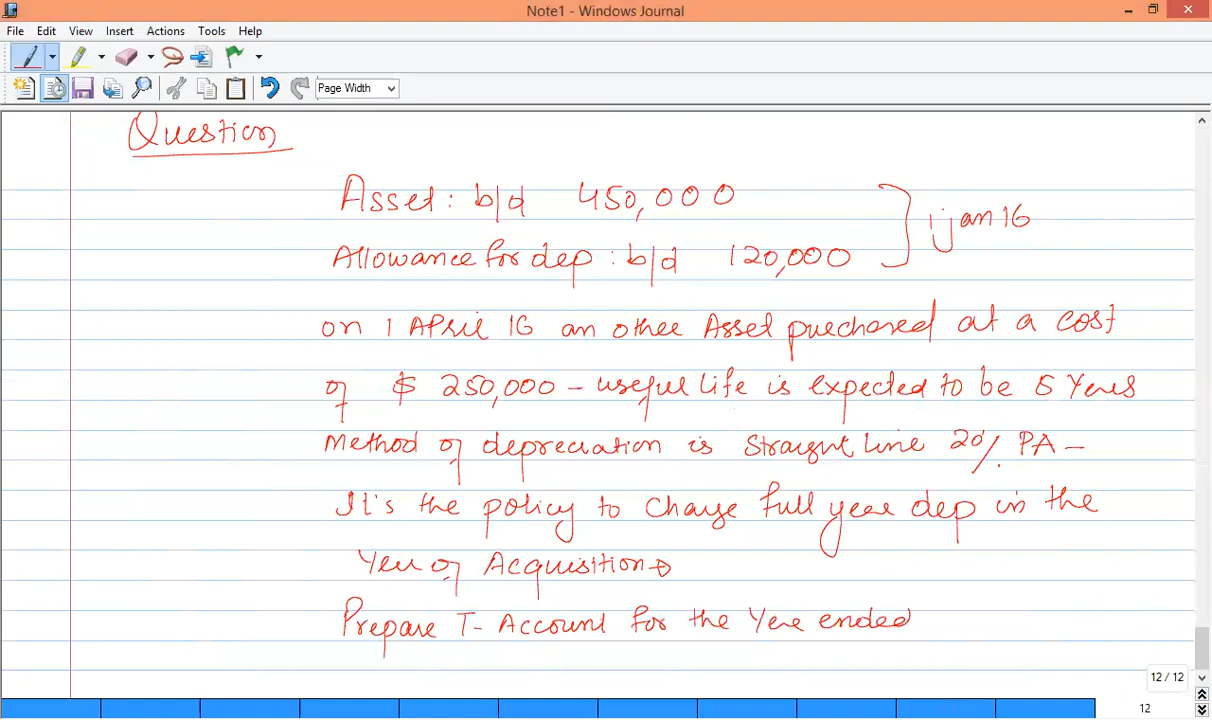 Note1 - Windows Journal
File Edit View Insert Actions Tools Help
Page Width
Question
Asset: b/d 450,000
Allowance for dep : b/d 120,000
1 jan 16
on 1 April 16 an other Asset purchased at a cost
of $ 250,000 - useful life is expected to be 5 Years
Method of depreciation is Straight Line 20% PA -
It's the policy to charge full year dep in the
Year of Acquisition
Prepare T- Account for the Year ended
12 / 12
12